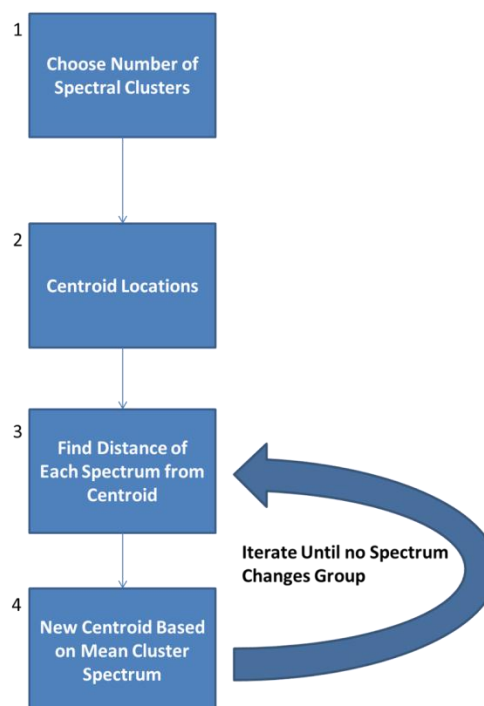 1
Choose Number of
Spectral Clusters
2
Centroid Locations
3
Find Distance of
Each Spectrum from
Centroid
Iterate Until no Spectrum
Changes Group
4
New Centroid Based
on Mean Cluster
Spectrum